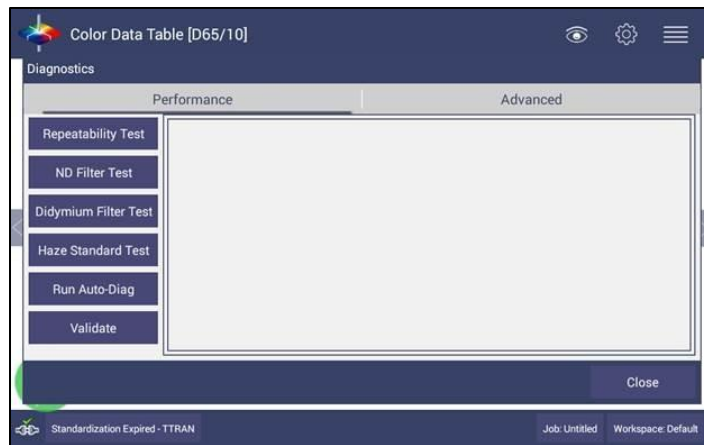 Color Data Table [D65/10]
Diagnostics
Performance Advanced
Repeatability Test
ND Filter Test
Didymium Filter Test
Haze Standard Test
Run Auto-Diag
Validate
Close
Standardization Expired - TTRAN Job: Untitled Workspace: Default